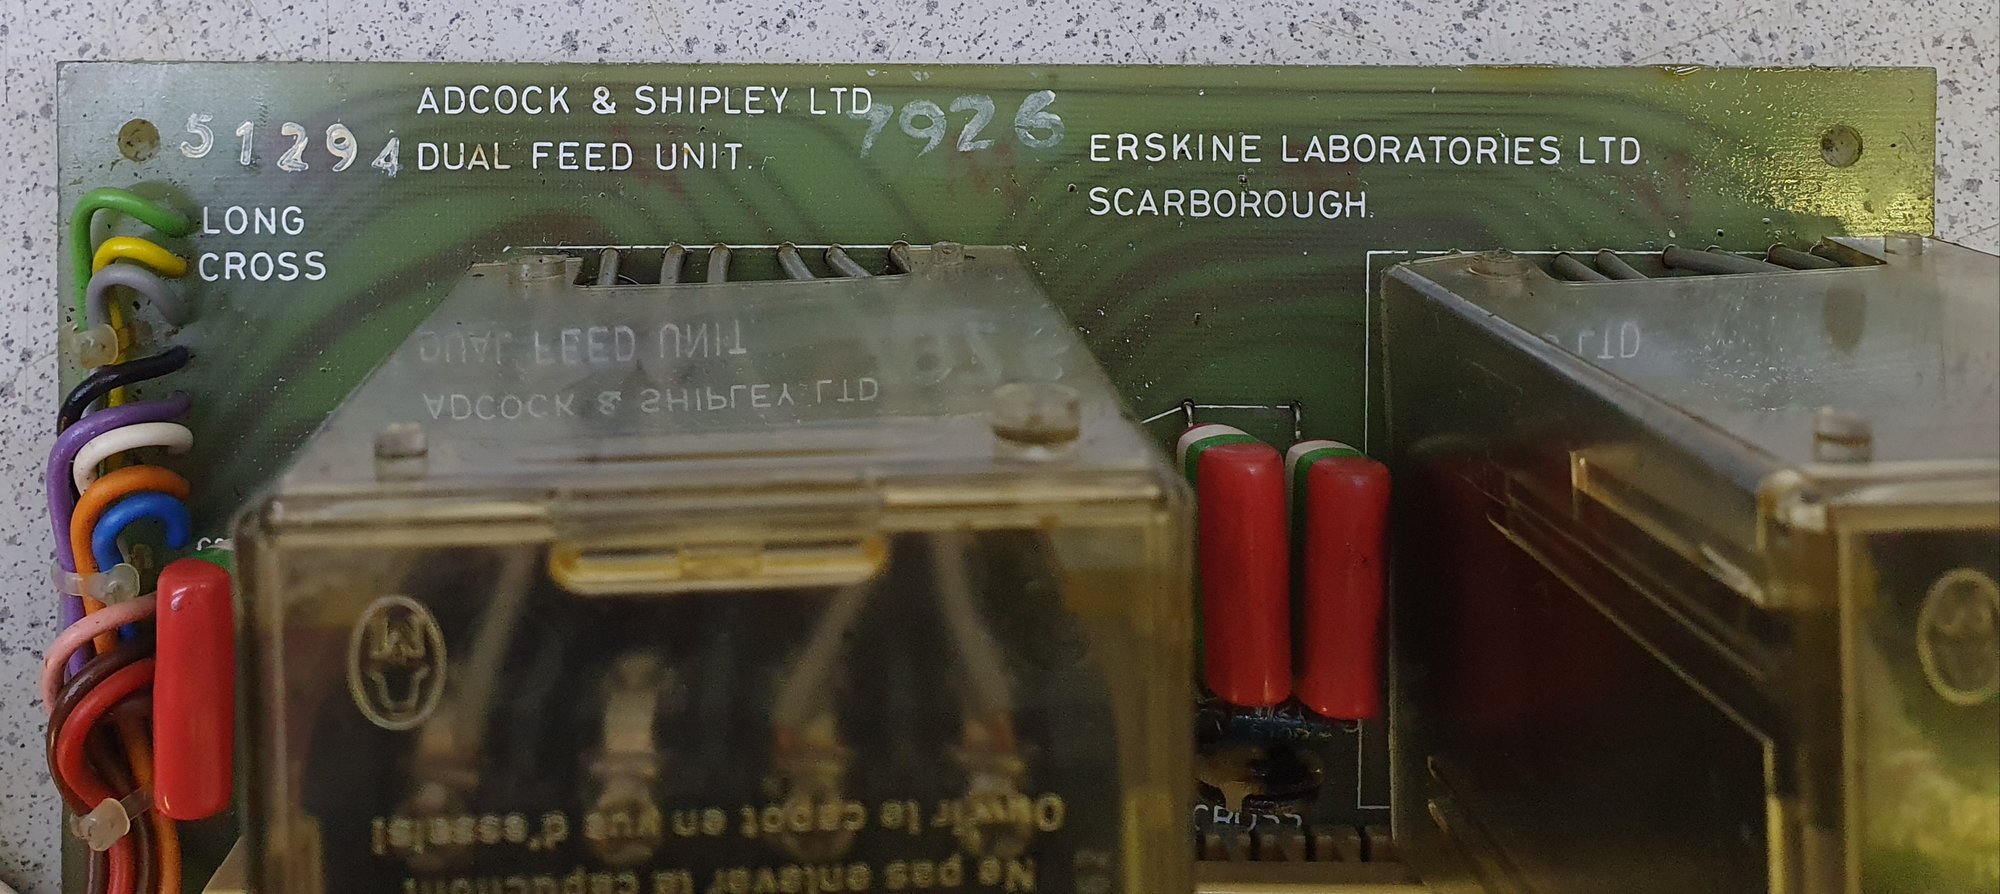 ADCOCK & SHIPLEY LTD
7926
51294
DUAL FEED UNIT.
ERSKINE LABORATORIES LTD.
SCARBOROUGH.
LONG
CROSS
DUAL FEED UNIT
ADCOCK & SHIPLEY LTD
LTD
Ne pas enlever le capuchon
Ouvrir le capot en vue d'essais!